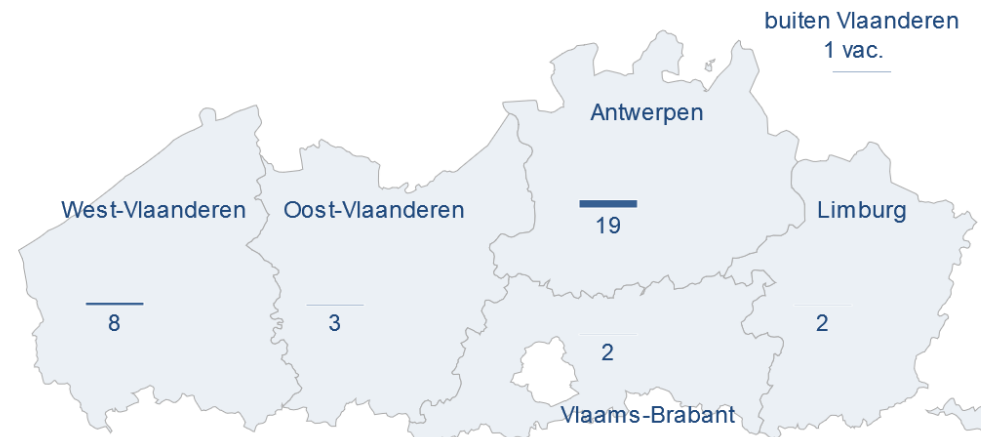 buiten Vlaanderen
1 vac.
Antwerpen
19
West-Vlaanderen
8
Oost-Vlaanderen
3
Limburg
2
2
Vlaams-Brabant